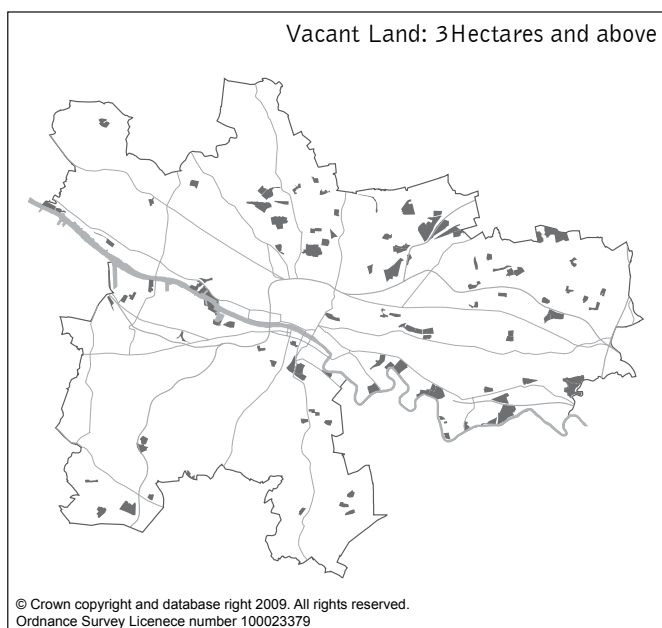 Vacant Land: 3Hectares and above
© Crown copyright and database right 2009. All rights reserved.
Ordnance Survey Licenece number 100023379